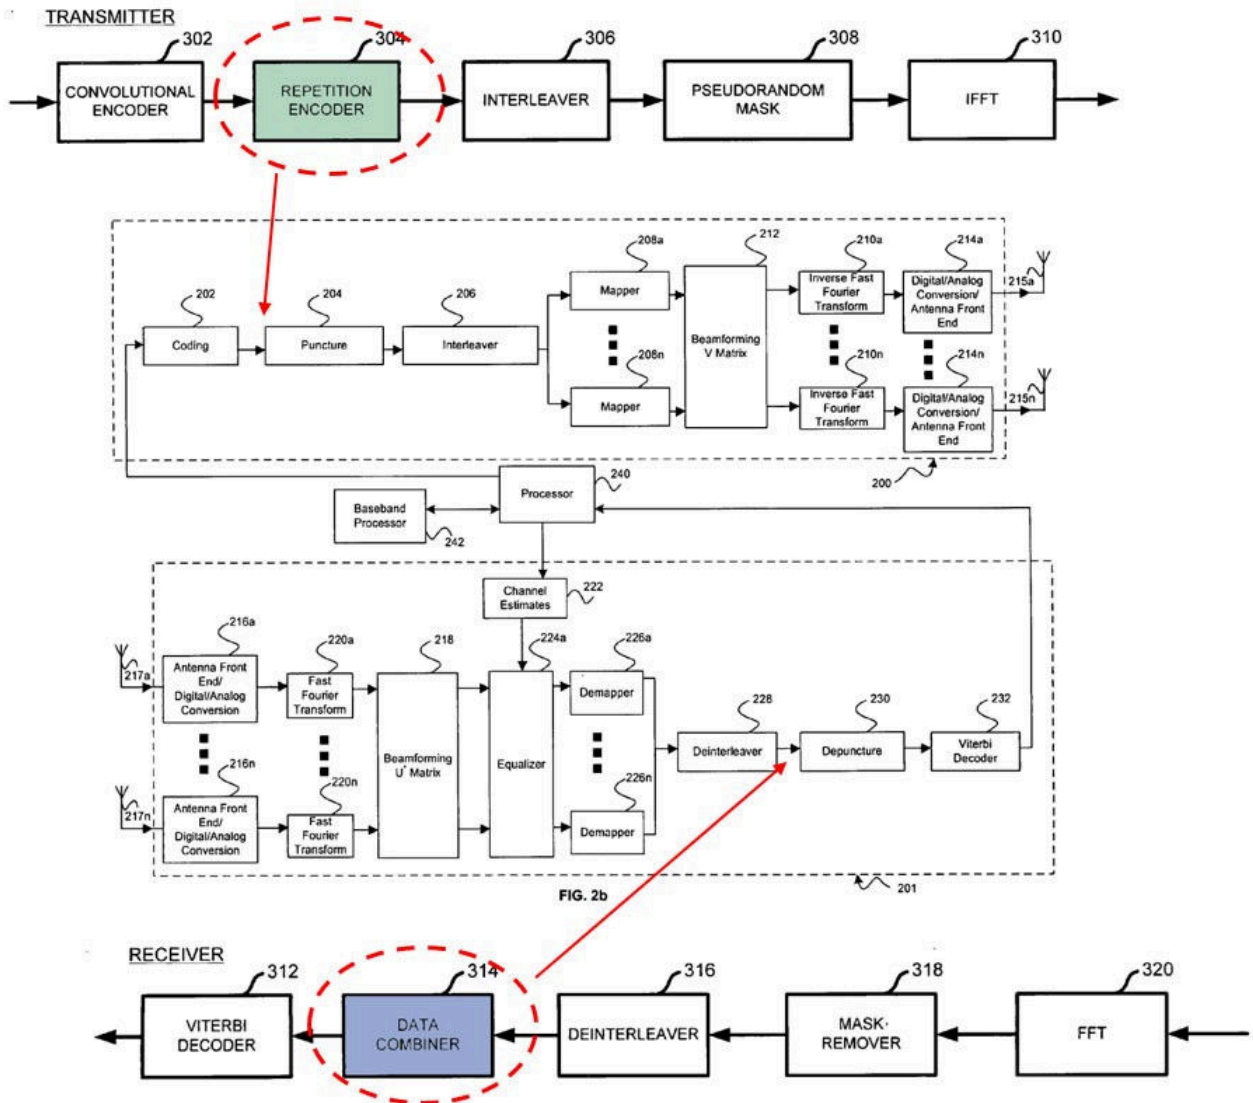 TRANSMITTER
302
304
306
308
310
CONVOLUTIONAL
ENCODER
REPETITION
ENCODER
INTERLEAVER
PSEUDORANDOM
MASK
IFFT
202
Coding
204
Puncture
206
Interleaver
208a
Mapper
208n
Mapper
212
Beamforming
V Matrix
210a
Inverse Fast
Fourier
Transform
210n
Inverse Fast
Fourier
Transform
214a
Digital/Analog
Conversion/
Antenna Front
End
215a
214n
Digital/Analog
Conversion/
Antenna Front
End
215n
200
240
Processor
Baseband
Processor
242
222
Channel
Estimates
216a
217a
Antenna Front
End/
Digital/Analog
Conversion
220a
Fast
Fourier
Transform
216n
217n
Antenna Front
End/
Digital/Analog
Conversion
220n
Fast
Fourier
Transform
218
Beamforming
U* Matrix
224a
Equalizer
226a
Demapper
226n
Demapper
228
Deinterleaver
230
Depuncture
232
Viterbi
Decoder
201
FIG. 2b
RECEIVER
312
314
316
318
320
VITERBI
DECODER
DATA
COMBINER
DEINTERLEAVER
MASK-
REMOVER
FFT